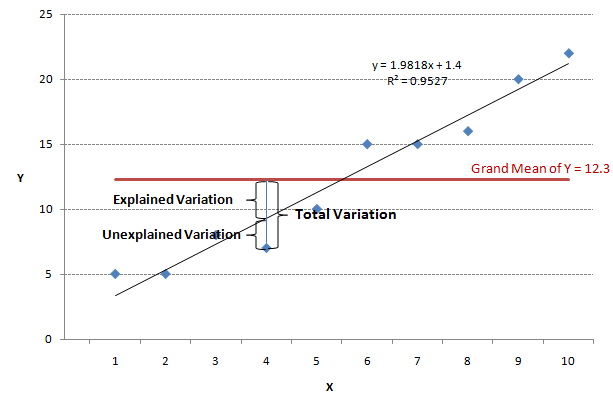 25
y = 1.9818x + 1.4
R² = 0.9527
20
15
Grand Mean of Y = 12.3
Y
Explained Variation
10
Total Variation
Unexplained Variation
5
0
1 2 3 4 5 6 7 8 9 10
X